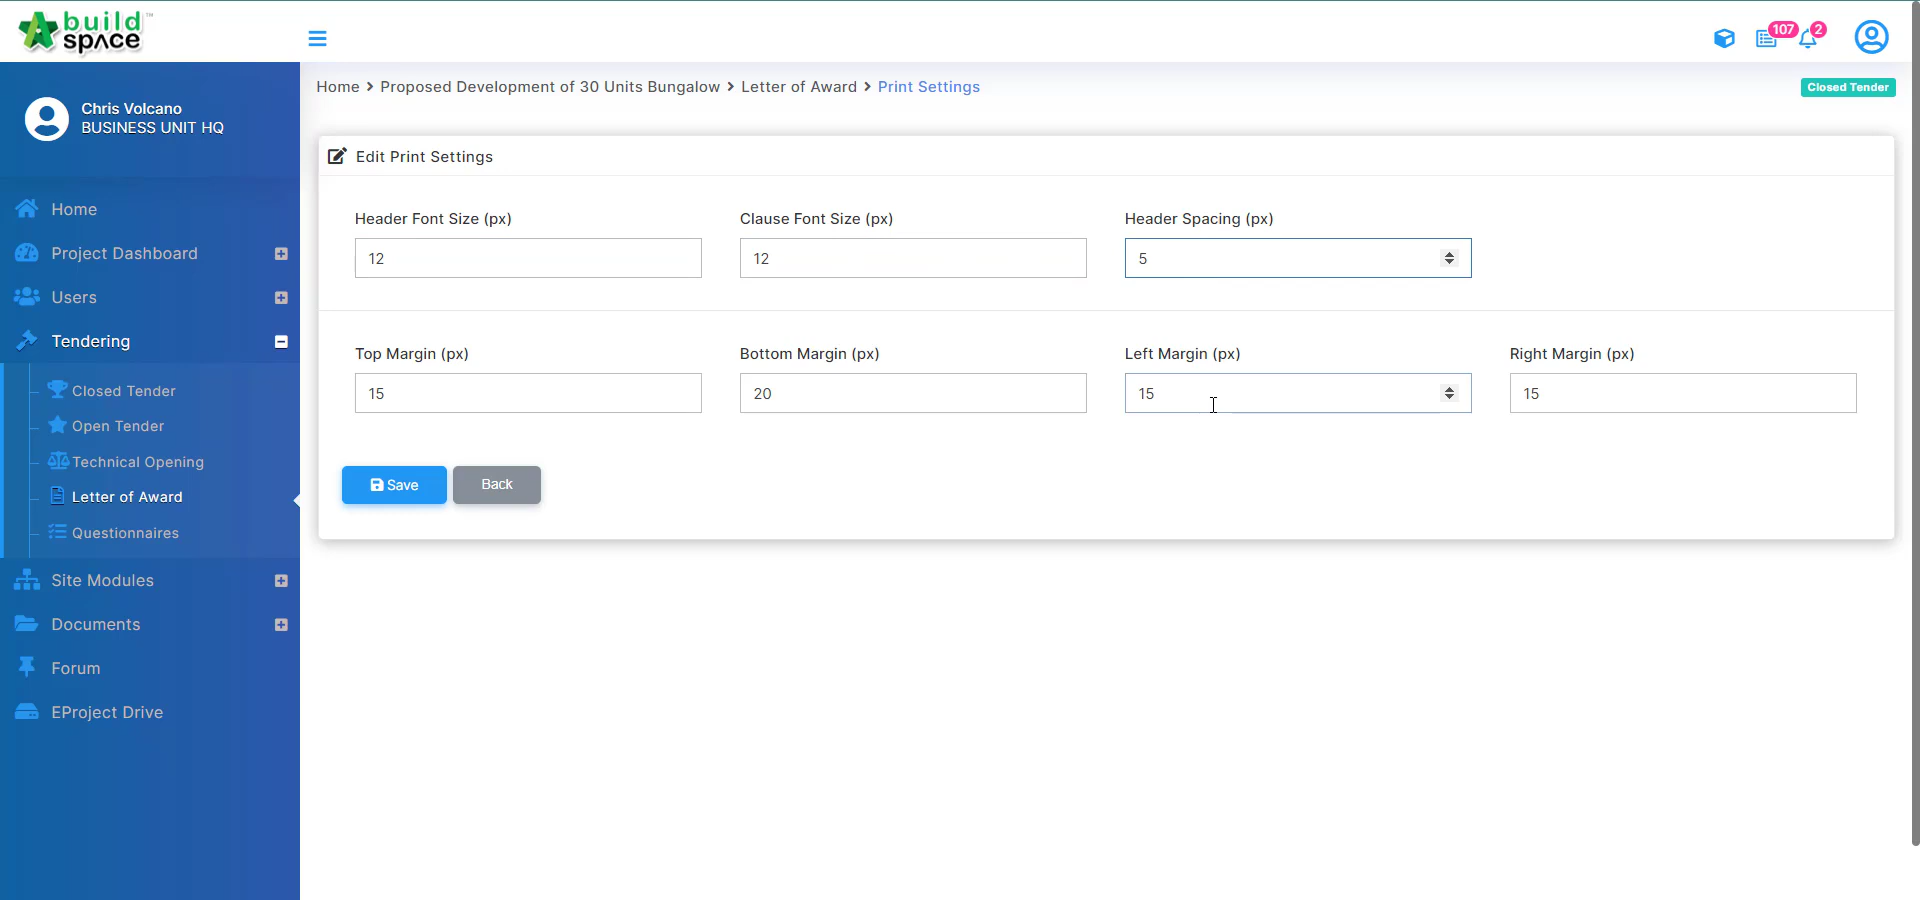 build
space
™
107
2
Home > Proposed Development of 30 Units Bungalow > Letter of Award > Print Settings
Closed Tender
Chris Volcano
BUSINESS UNIT HQ
Home
Project Dashboard
Users
Tendering
Closed Tender
Open Tender
Technical Opening
Letter of Award
Questionnaires
Site Modules
Documents
Forum
EProject Drive
Edit Print Settings
Header Font Size (px)
Clause Font Size (px)
Header Spacing (px)
12
12
5
Top Margin (px)
Bottom Margin (px)
Left Margin (px)
Right Margin (px)
15
20
15
15
Save
Back